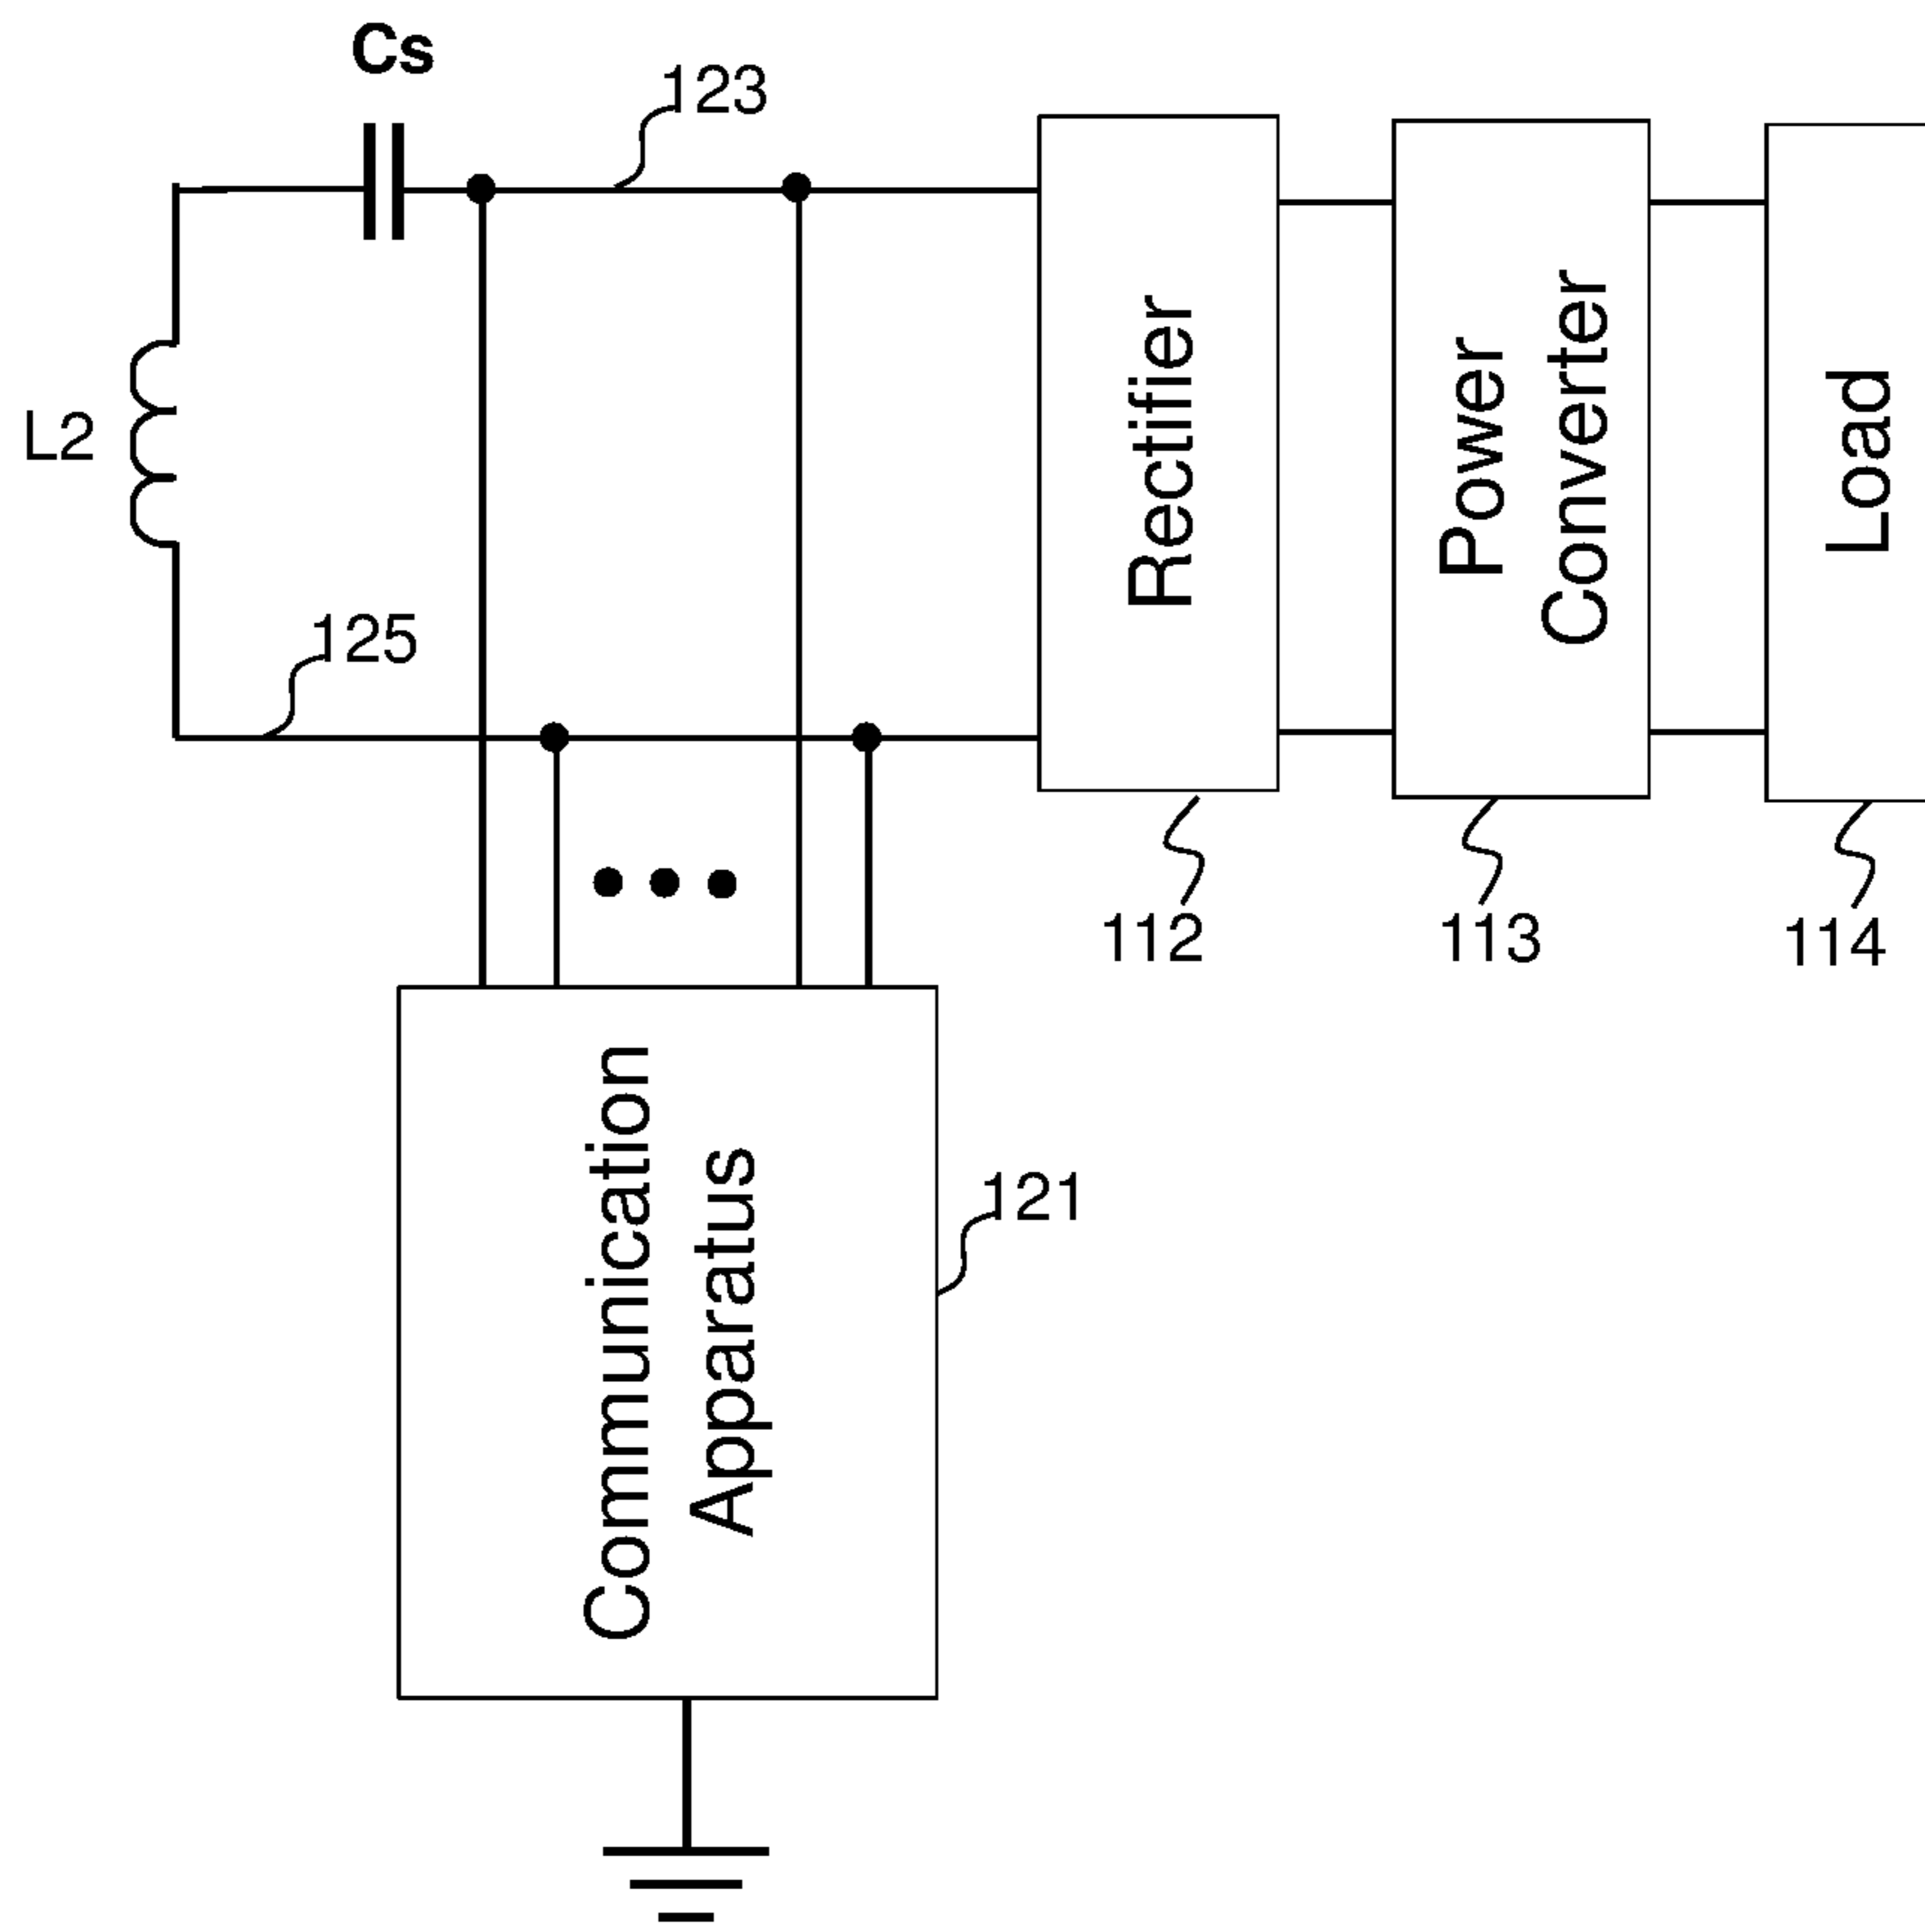 Cs
123
L2
125
Rectifier
Power
Converter
Load
112
113
114
Communication
Apparatus
121